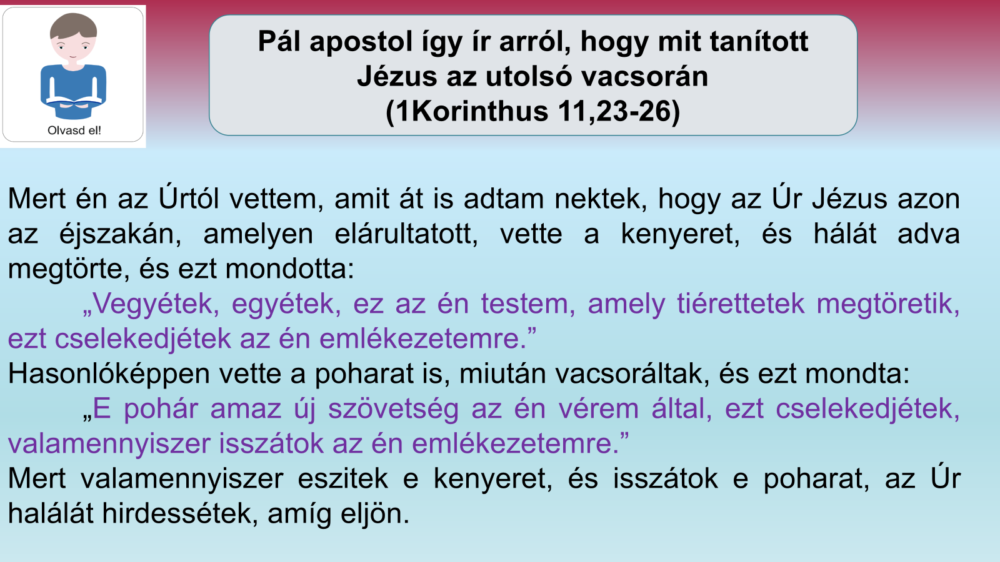 Olvasd el!
Pál apostol így ír arról, hogy mit tanított
Jézus az utolsó vacsorán
(1Korinthus 11,23-26)
Mert én az Úrtól vettem, amit át is adtam nektek, hogy az Úr Jézus azon
az éjszakán, amelyen elárultatott, vette a kenyeret, és hálát adva
megtörte, és ezt mondotta:
„Vegyétek, egyétek, ez az én testem, amely tiérettetek megtöretik,
ezt cselekedjétek az én emlékezetemre.”
Hasonlóképpen vette a poharat is, miután vacsoráltak, és ezt mondta:
„E pohár amaz új szövetség az én vérem által, ezt cselekedjétek,
valamennyiszer isszátok az én emlékezetemre.”
Mert valamennyiszer eszitek e kenyeret, és isszátok e poharat, az Úr
halálát hirdessétek, amíg eljön.